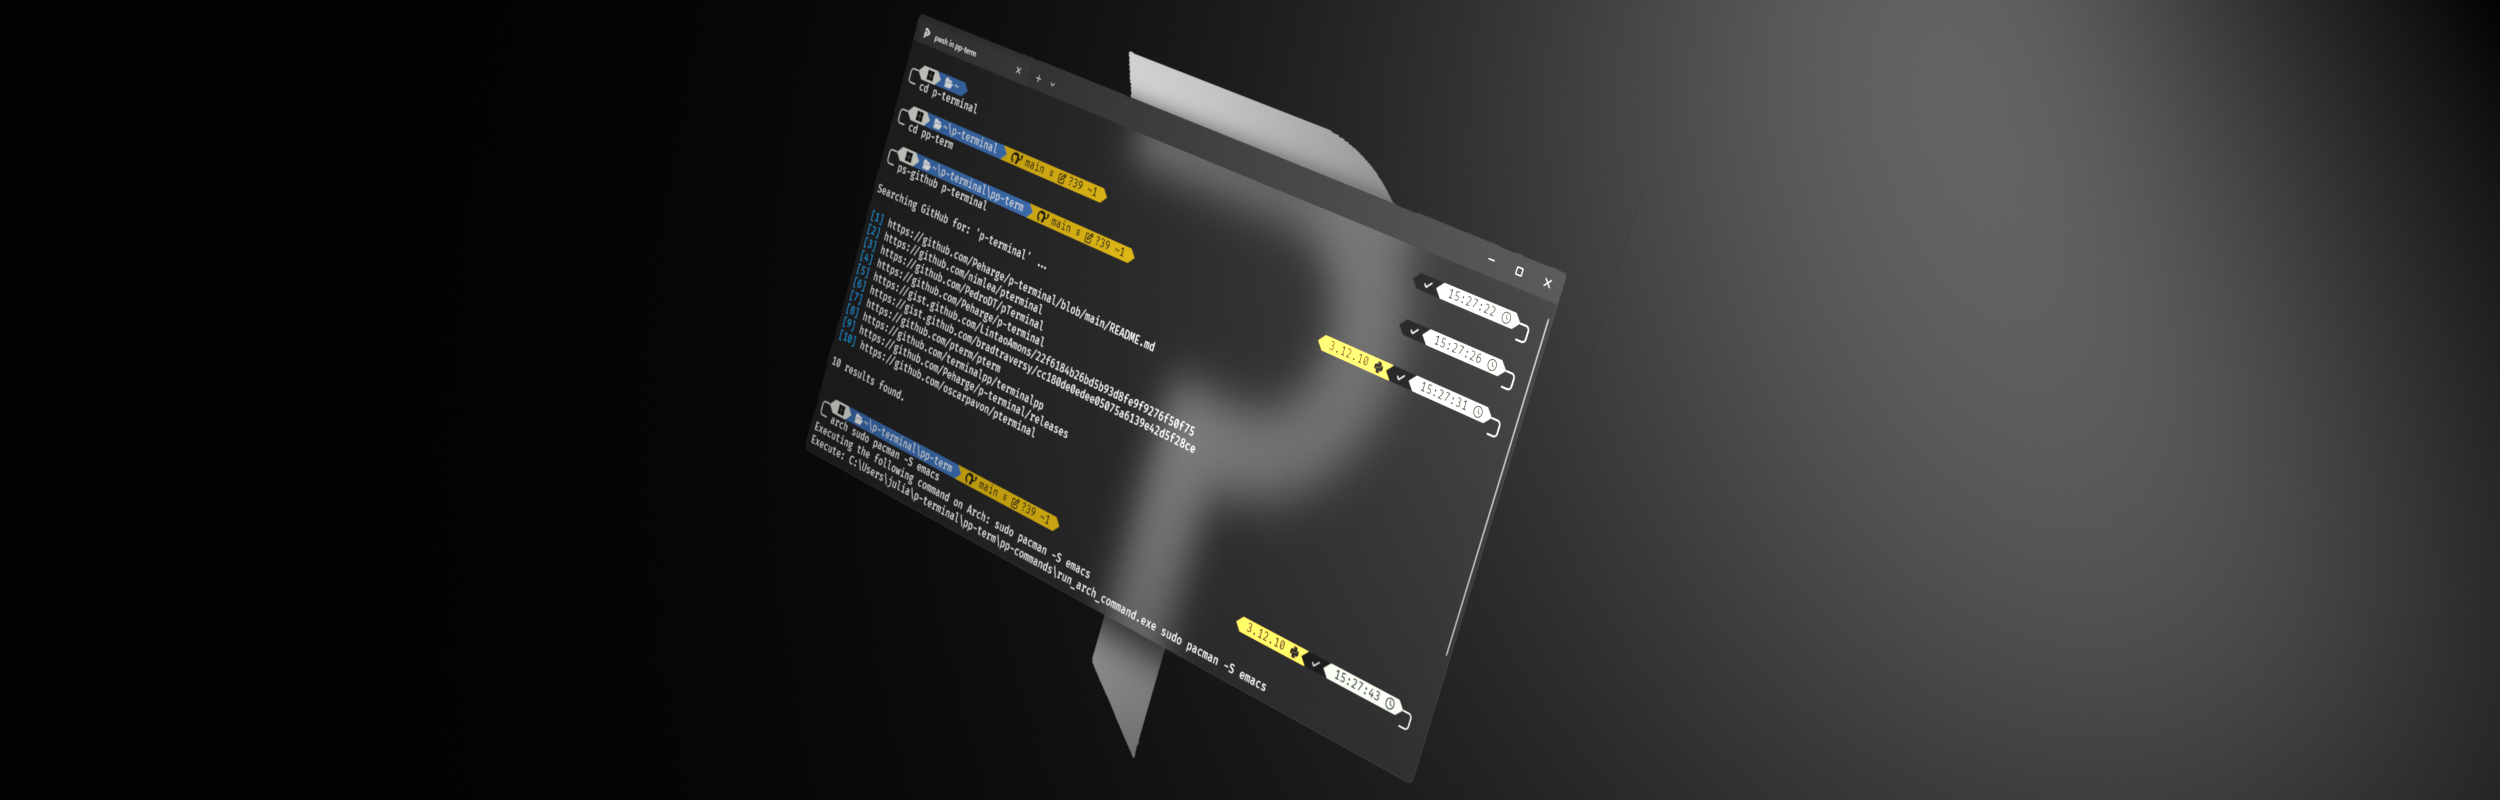 pwsh in pp-term
~
15:27:22
cd p-terminal
~\p-terminal main ≡ ?39 ~1
15:27:26
cd pp-term
~\p-terminal\pp-term main ≡ ?39 ~1
3.12.10 15:27:31
ps-github p-terminal
Searching GitHub for: 'p-terminal' ...
[1] https://github.com/Peharge/p-terminal/blob/main/README.md
[2] https://github.com/nimlea/pterminal
[3] https://github.com/PedroDT/pTerminal
[4] https://github.com/Peharge/p-terminal
[5] https://gist.github.com/LintaoAmons/22f6184b26bd5b93d8fe9f9276f50f75
[6] https://gist.github.com/bradtraversy/cc180de0edee05075a6139e42d5f28ce
[7] https://github.com/pterm/pterm
[8] https://github.com/terminalpp/terminalpp
[9] https://github.com/Peharge/p-terminal/releases
[10] https://github.com/oscarpavon/pterminal
10 results found.
~\p-terminal\pp-term main ≡ ?39 ~1
3.12.10 15:27:43
arch sudo pacman -S emacs
Executing the following command on Arch: sudo pacman -S emacs
Execute: C:\Users\julia\p-terminal\pp-term\pp-commands\run_arch_command.exe sudo pacman -S emacs